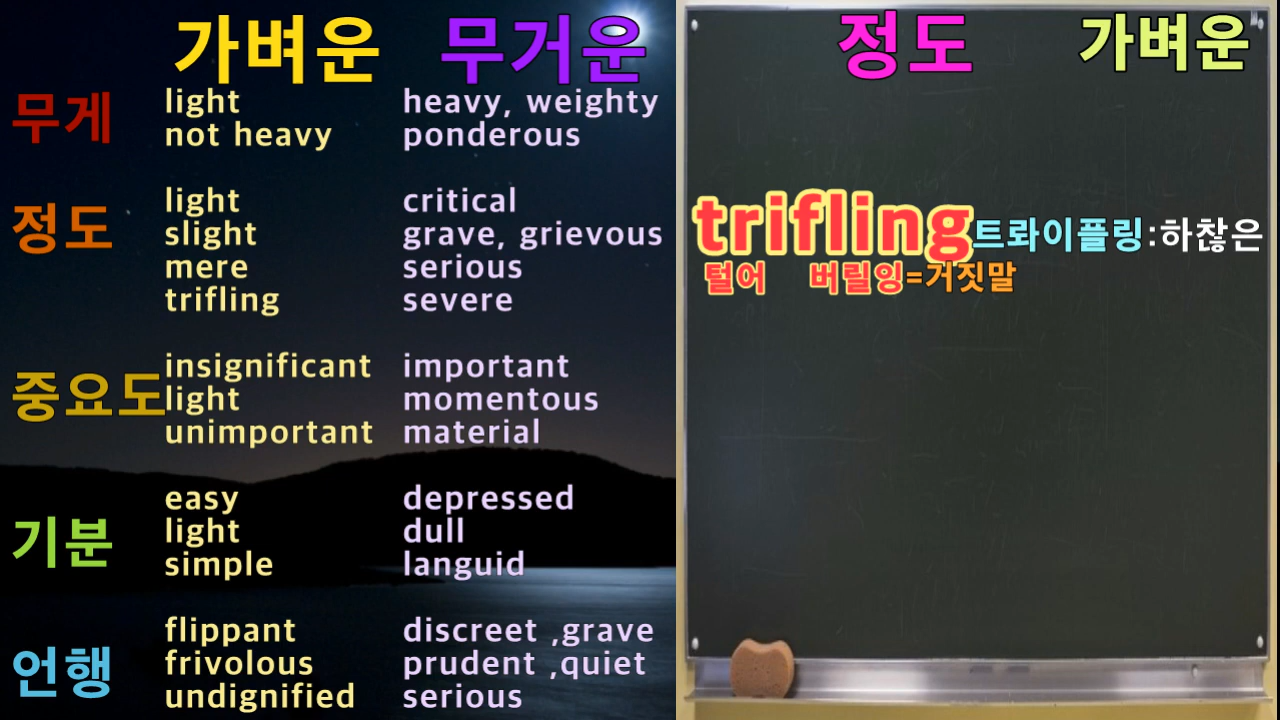 가벼운 무거운
무게 light heavy, weighty
not heavy ponderous
light critical
정도 slight grave, grievous
mere serious
trifling severe
insignificant important
중요도 light momentous
unimportant material
easy depressed
기분 light dull
simple languid
flippant discreet ,grave
언행 frivolous prudent ,quiet
undignified serious
정도 가벼운
trifling 트롸이플링:하찮은
털어 버릴잉=거짓말